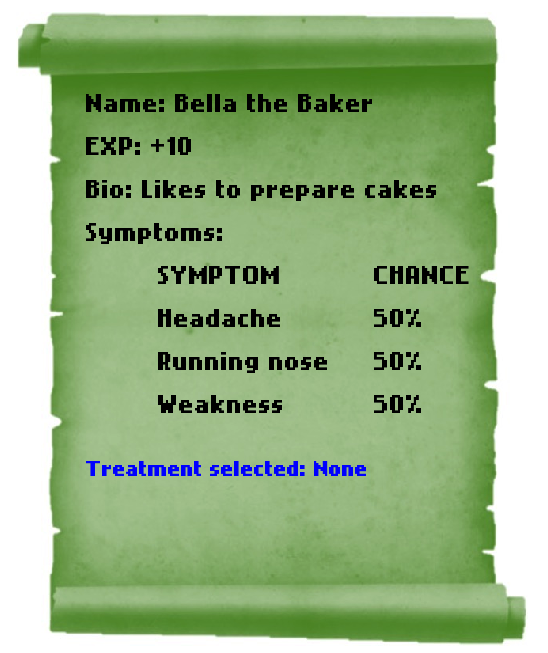 Name: Bella the Baker
EXP: +10
Bio: Likes to prepare cakes
Symptoms:
SYMPTOM CHANCE
Headache 50%
Running nose 50%
Weakness 50%
Treatment selected: None